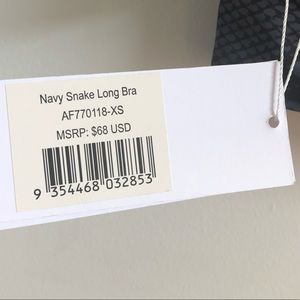 Navy Snake Long Bra
AF770118-XS
MSRP: $68 USD
9 354468 032853